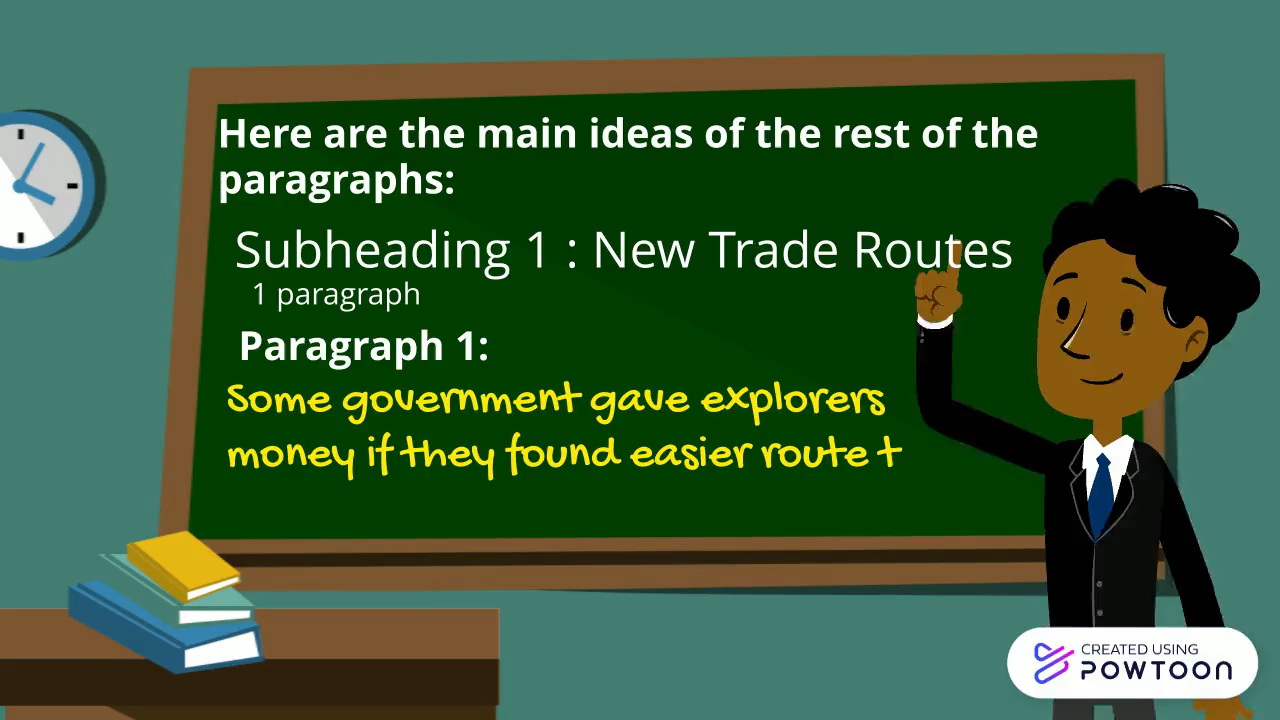 Here are the main ideas of the rest of the
paragraphs:
Subheading 1 : New Trade Routes
1 paragraph
Paragraph 1:
Some government gave explorers
money if they found easier route t
CREATED USING
POWTOON